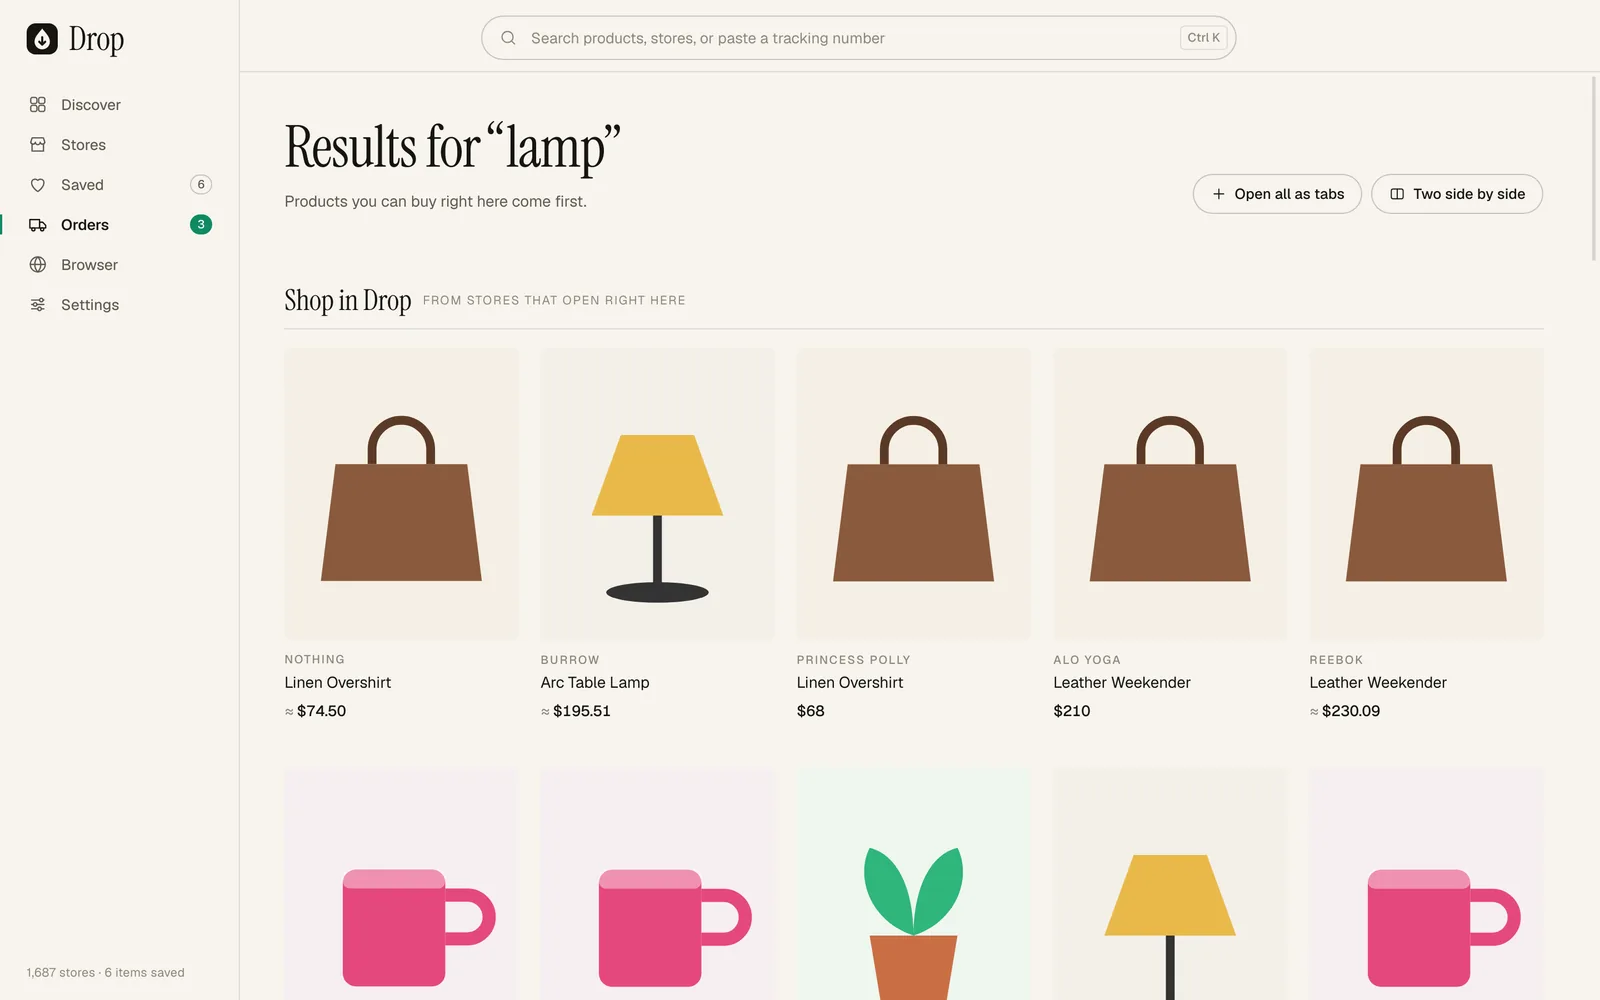 Drop
Search products, stores, or paste a tracking number
Ctrl K
Discover
Stores
Saved 6
Orders 3
Browser
Settings
Results for “lamp”
Products you can buy right here come first.
Open all as tabs
Two side by side
Shop in Drop FROM STORES THAT OPEN RIGHT HERE
NOTHING
Linen Overshirt
≈ $74.50
BURROW
Arc Table Lamp
≈ $195.51
PRINCESS POLLY
Linen Overshirt
$68
ALO YOGA
Leather Weekender
$210
REEBOK
Leather Weekender
≈ $230.09
1,687 stores · 6 items saved